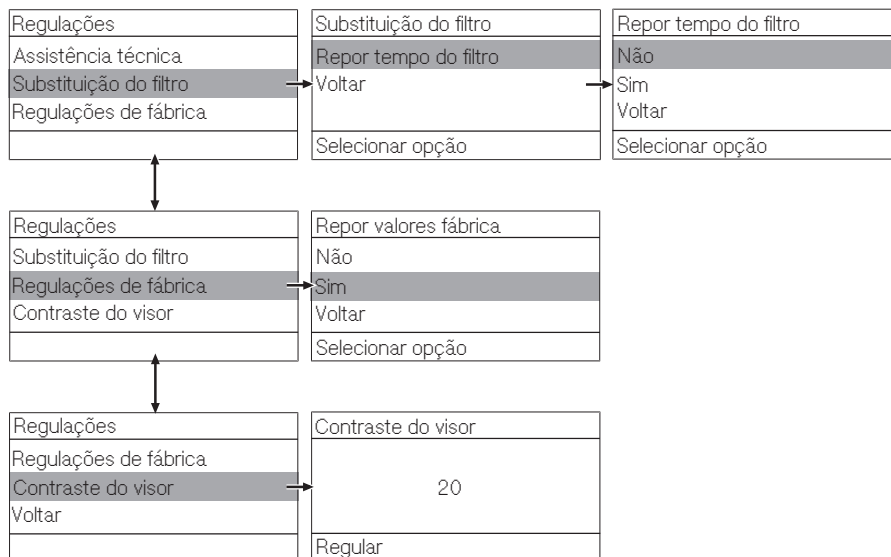 Regulações
Assistência técnica
Substituição do filtro
Regulações de fábrica
Substituição do filtro
Repor tempo do filtro
Voltar
Selecionar opção
Repor tempo do filtro
Não
Sim
Voltar
Selecionar opção
Regulações
Substituição do filtro
Regulações de fábrica
Contraste do visor
Repor valores fábrica
Não
Sim
Voltar
Selecionar opção
Regulações
Regulações de fábrica
Contraste do visor
Voltar
Contraste do visor
20
Regular